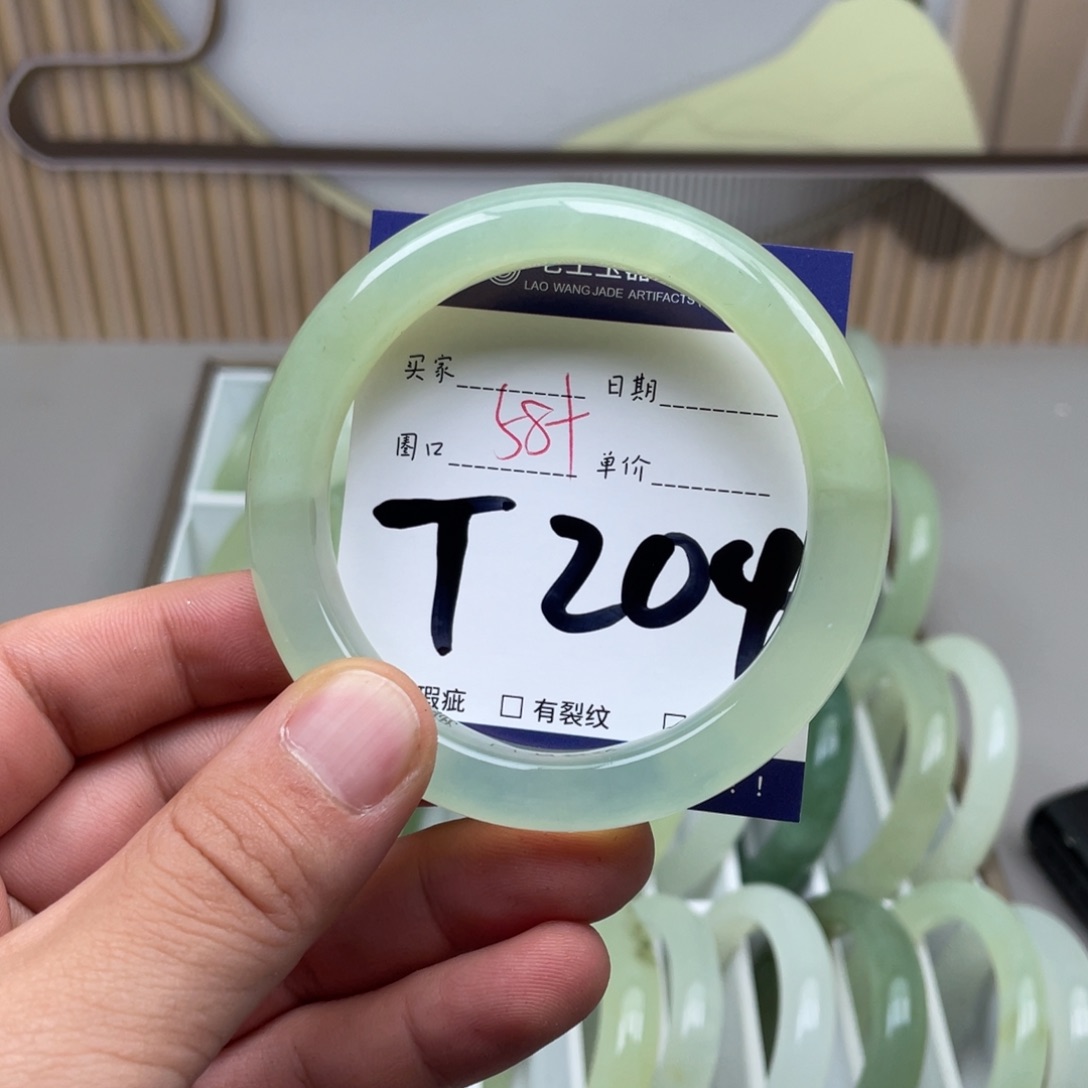 LAO WANG JADE ARTIFACTS
买家 日期
圈口 58+ 单价
T204
瑕疵 □ 有裂纹 □
!